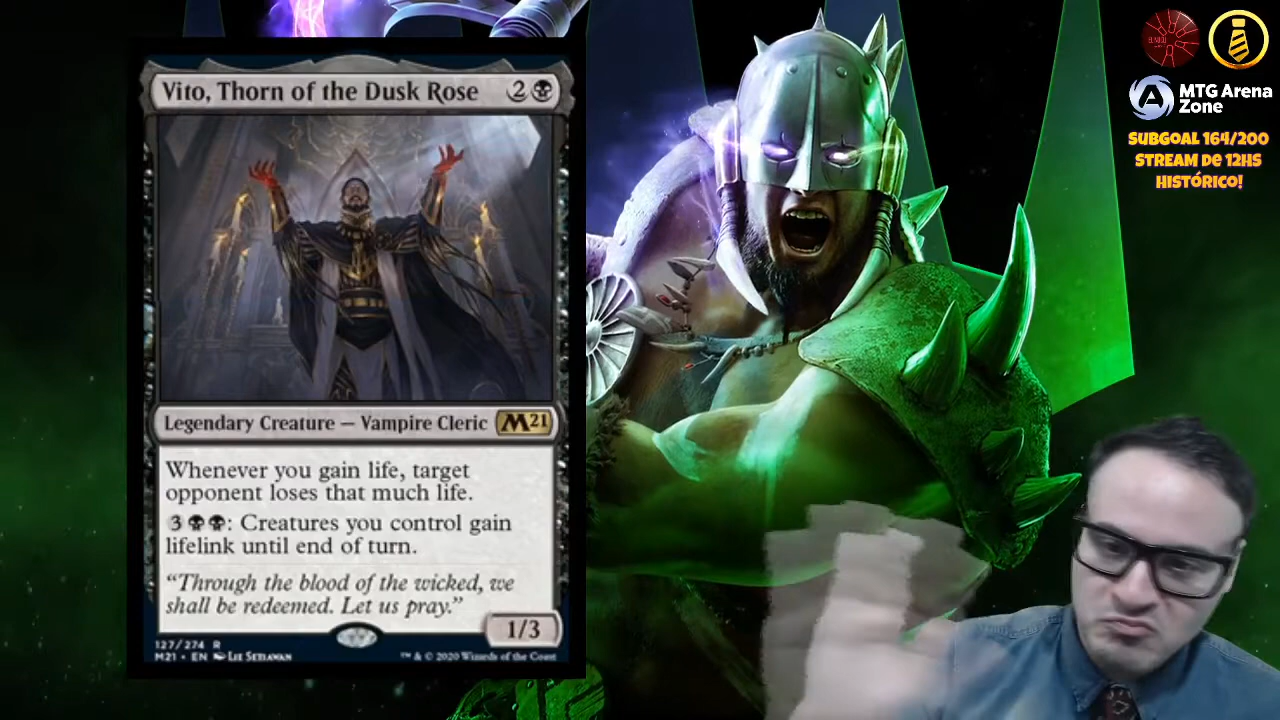 Vito, Thorn of the Dusk Rose 2
Legendary Creature — Vampire Cleric M21
Whenever you gain life, target
opponent loses that much life.
3: Creatures you control gain
lifelink until end of turn.
“Through the blood of the wicked, we
shall be redeemed. Let us pray.”
1/3
127/274 R
M21 • EN LIE SETIAWAN
™ & © 2020 Wizards of the Coast
MTG Arena
Zone
SUBGOAL 164/200
STREAM DE 12HS
HISTÓRICO!